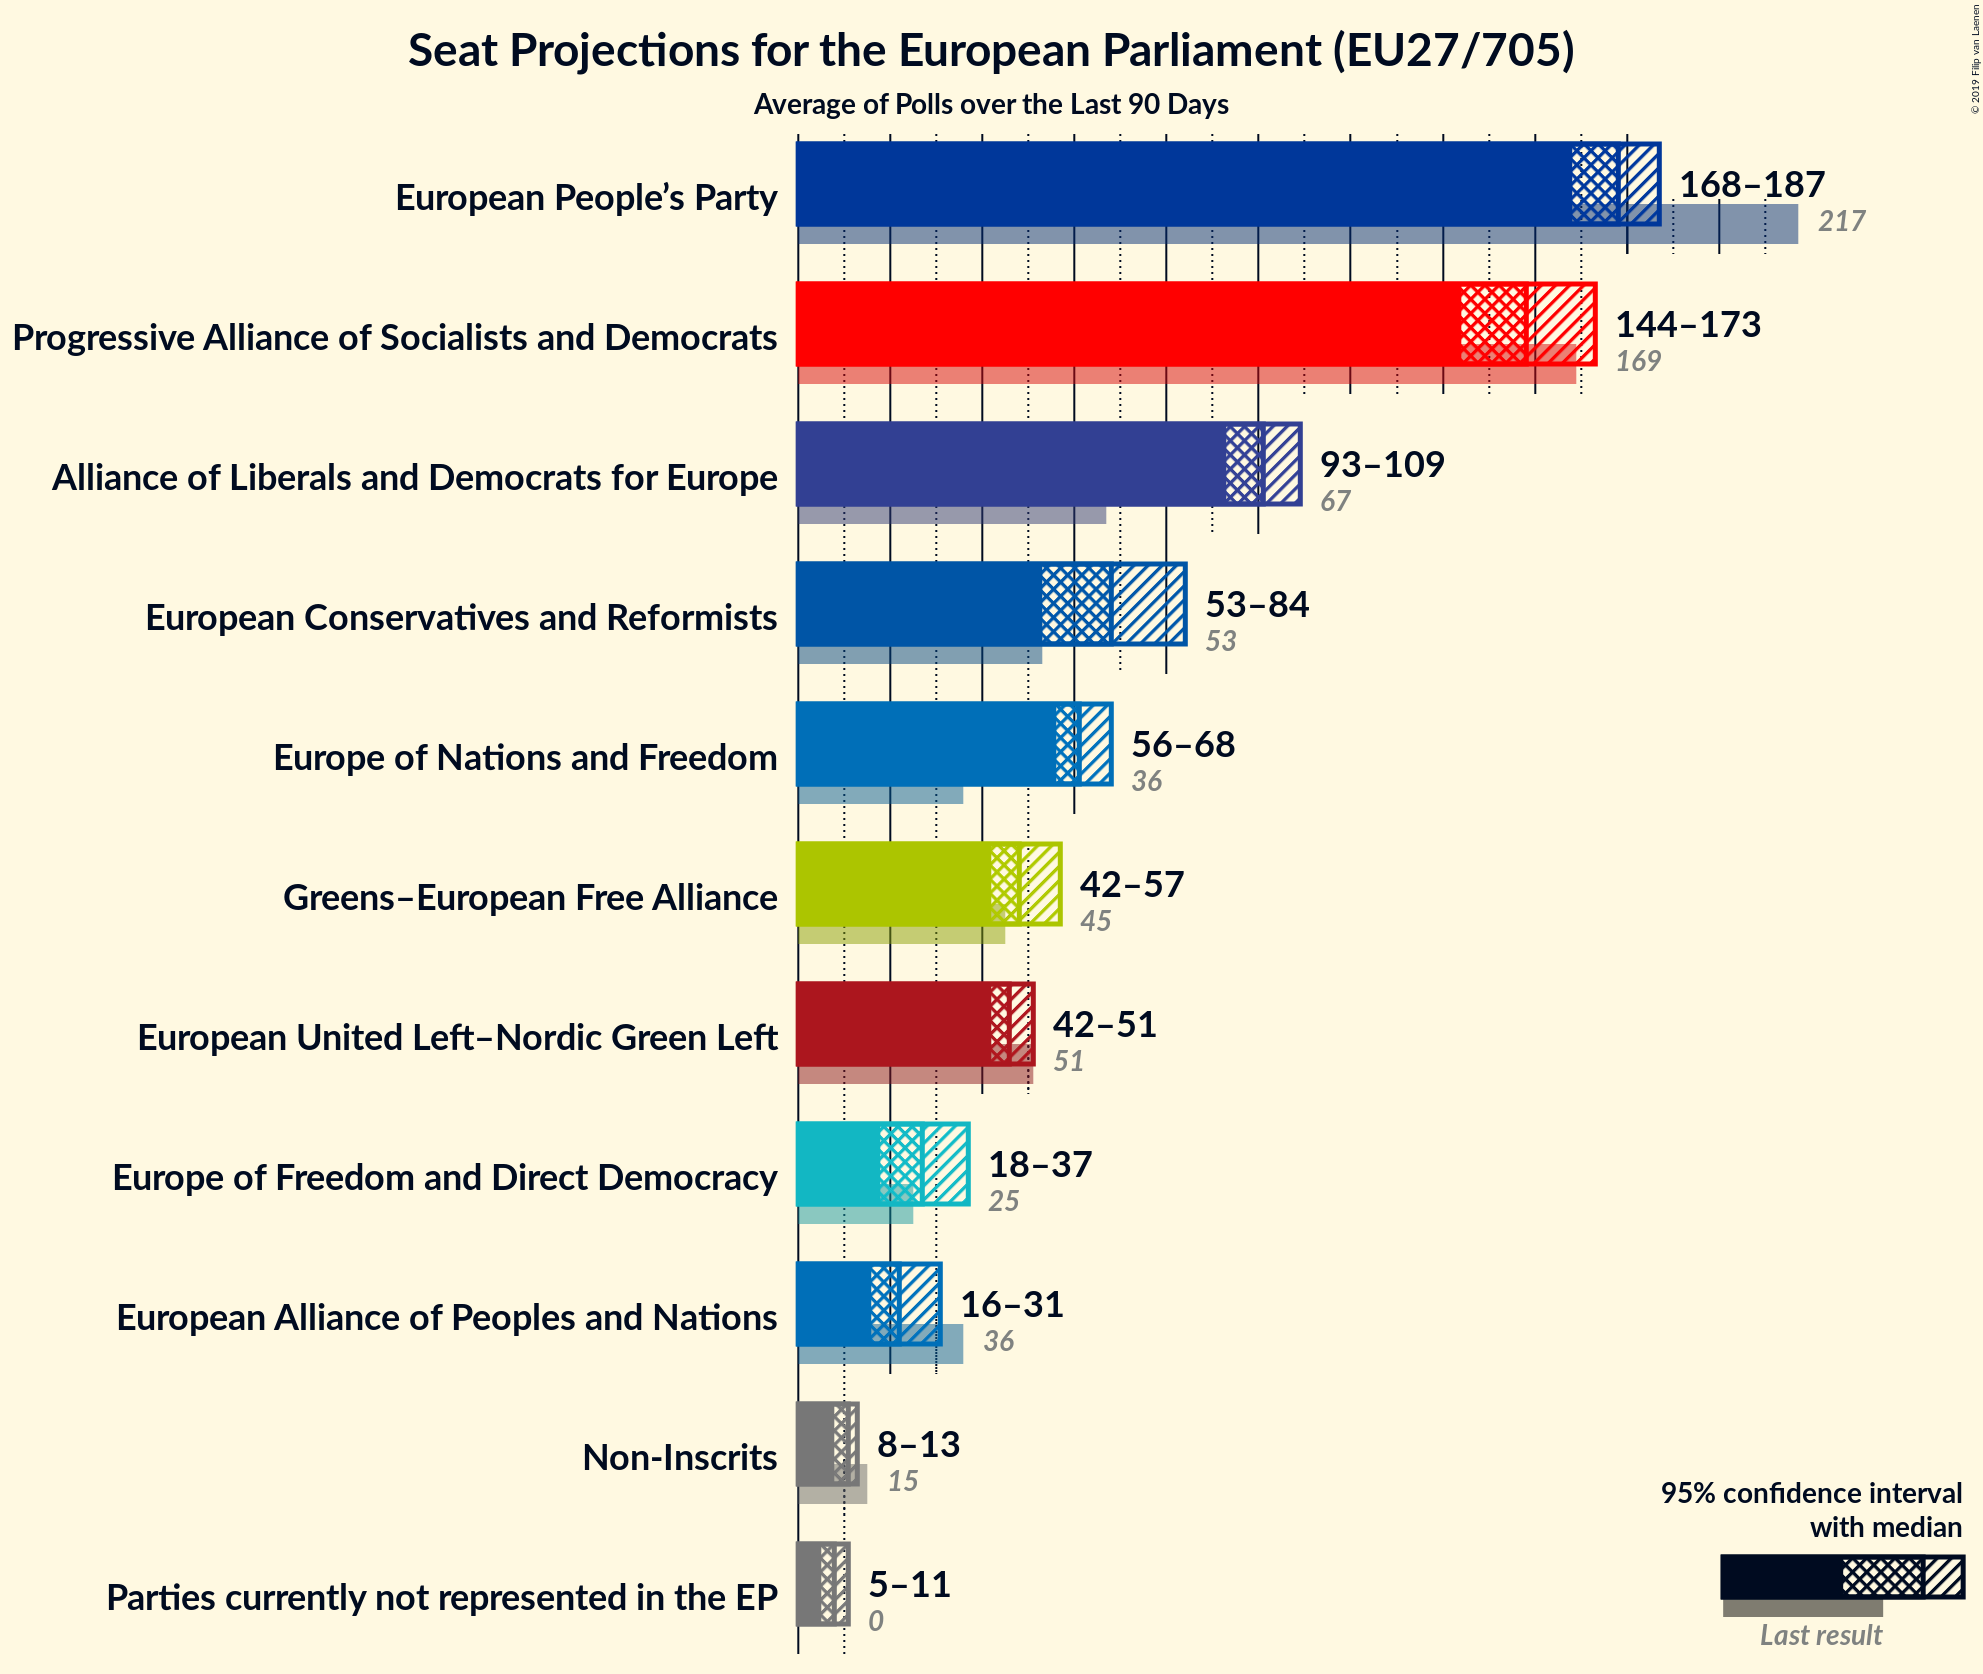 Seat Projections for the European Parliament (EU27/705)
Average of Polls over the Last 90 Days
© 2019 Filip van Laenen
European People’s Party
168–187
217
Progressive Alliance of Socialists and Democrats
144–173
169
Alliance of Liberals and Democrats for Europe
93–109
67
European Conservatives and Reformists
53–84
53
Europe of Nations and Freedom
56–68
36
Greens–European Free Alliance
42–57
45
European United Left–Nordic Green Left
42–51
51
Europe of Freedom and Direct Democracy
18–37
25
European Alliance of Peoples and Nations
16–31
36
Non-Inscrits
8–13
15
Parties currently not represented in the EP
5–11
0
95% confidence interval
with median
Last result